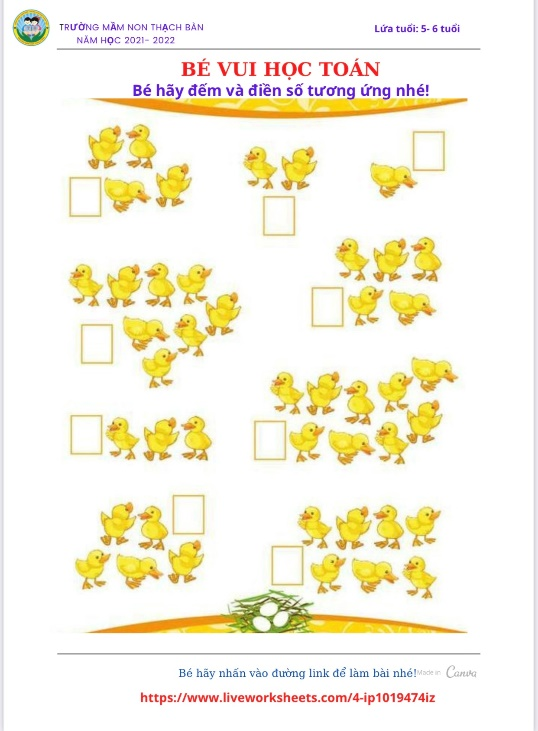 TRƯỜNG MẦM NON THẠCH BÀN
NĂM HỌC 2021- 2022
Lứa tuổi: 5- 6 tuổi
BÉ VUI HỌC TOÁN
Bé hãy đếm và điền số tương ứng nhé!
Bé hãy nhấn vào đường link để làm bài nhé!
Made in Canva
https://www.liveworksheets.com/4-ip1019474iz